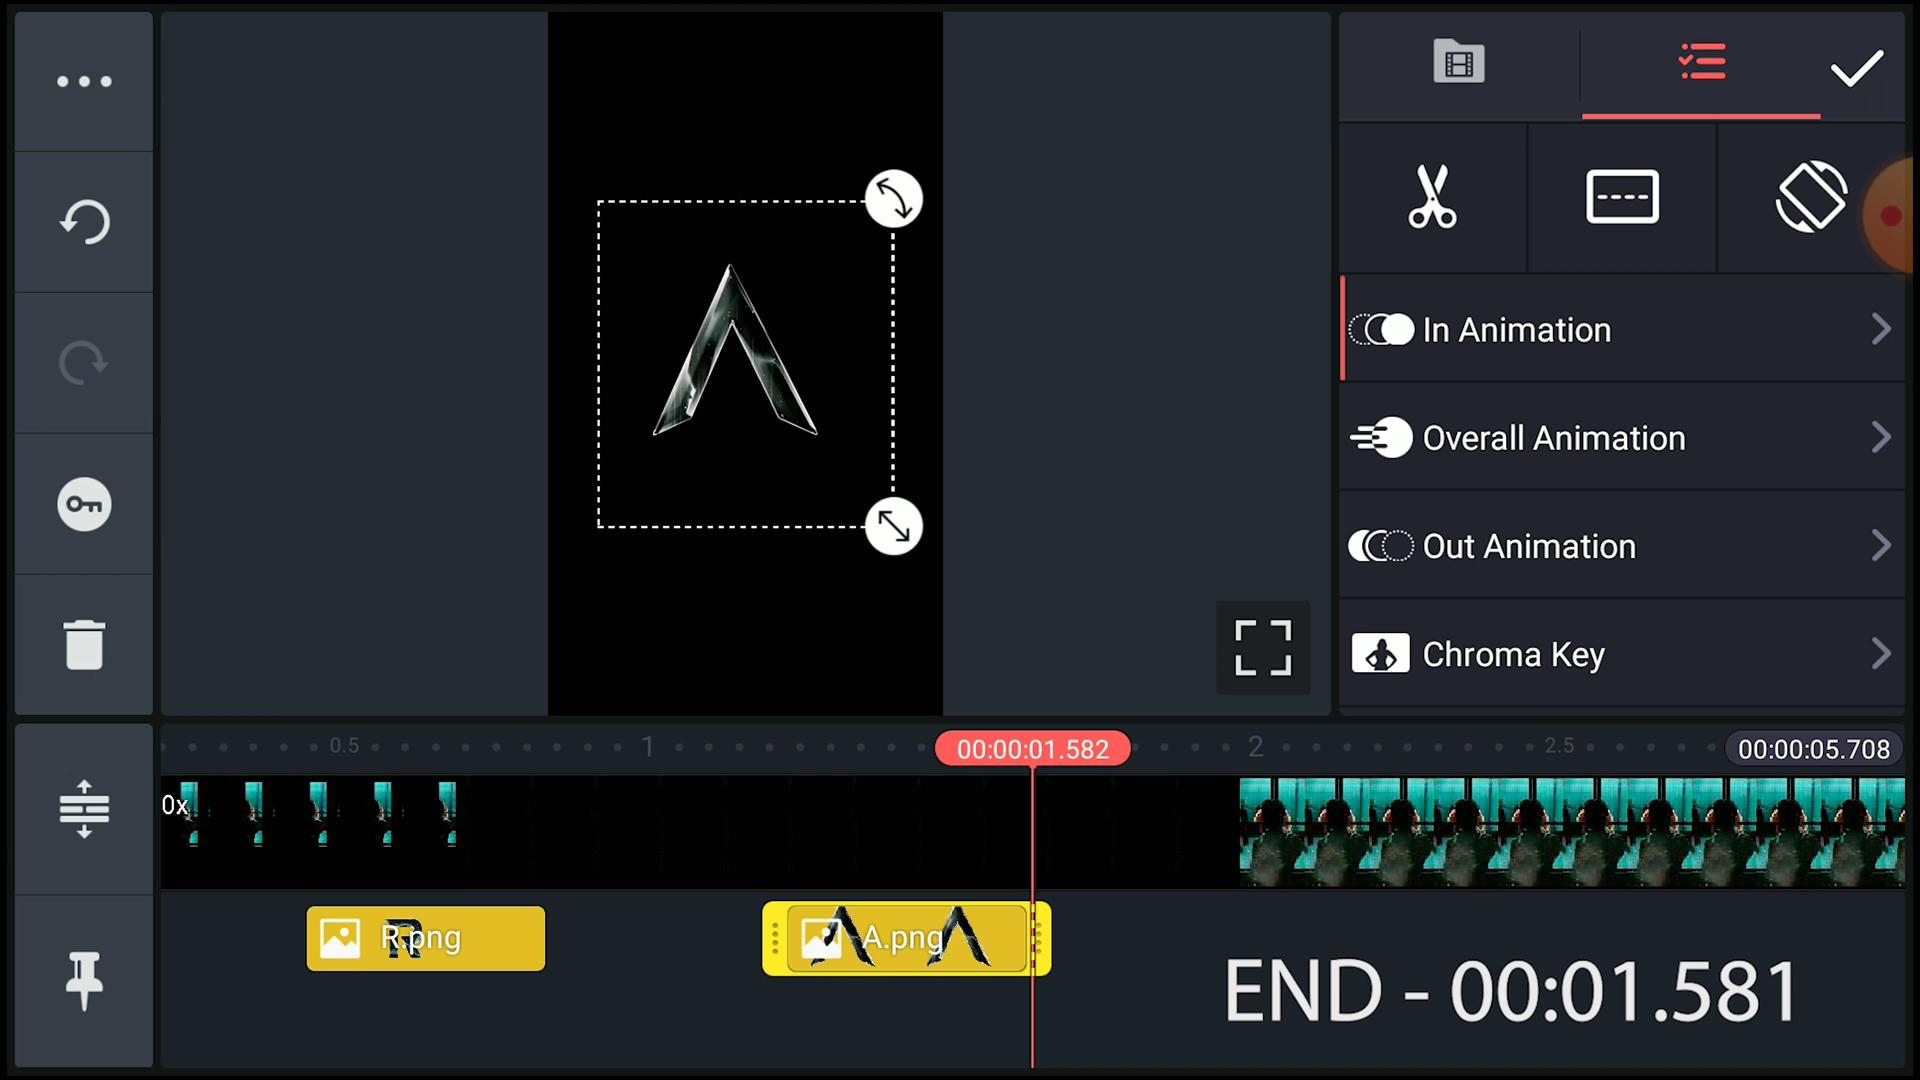 In Animation
Overall Animation
Out Animation
Chroma Key
0.5
1
00:00:01.582
2
2.5
00:00:05.708
0x
R.png
A.png
END - 00:01.581